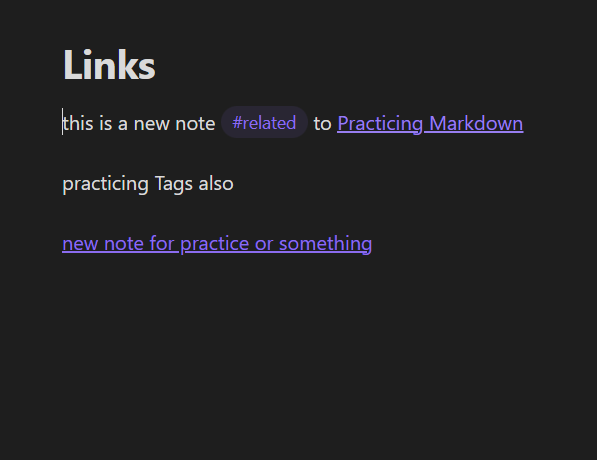 Links
this is a new note #related to Practicing Markdown
practicing Tags also
new note for practice or something